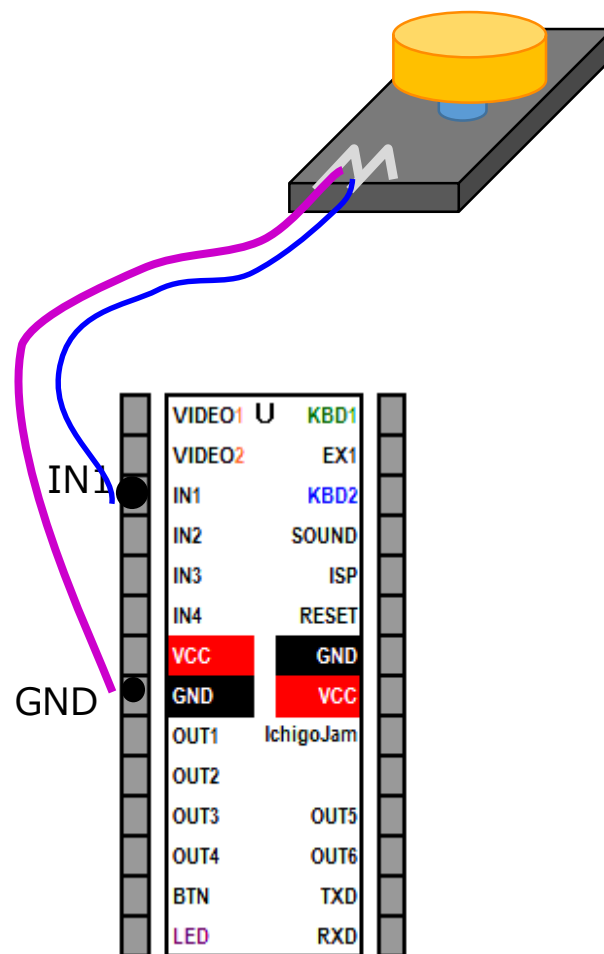 VIDEO1 U KBD1
VIDEO2 EX1
IN1 IN1 KBD2
IN2 SOUND
IN3 ISP
IN4 RESET
VCC GND
GND GND VCC
OUT1 IchigoJam
OUT2
OUT3 OUT5
OUT4 OUT6
BTN TXD
LED RXD